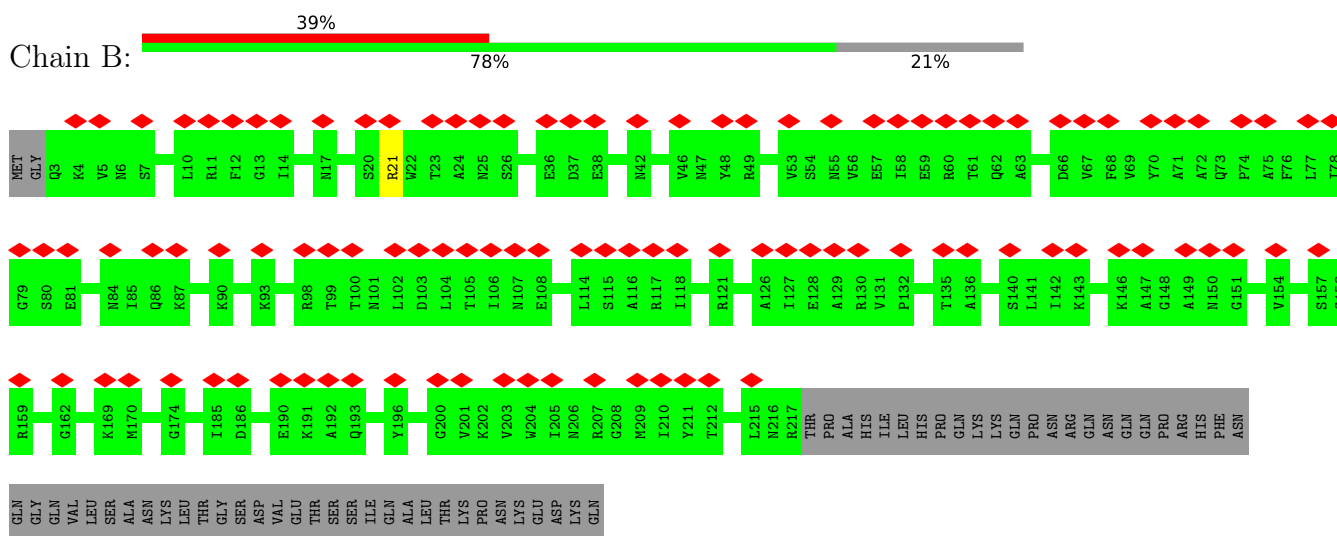 39%
Chain B:
78% 21%
MET GLY Q3 K4 V5 N6 S7 L10 R11 F12 G13 I14 N17 S20 R21 W22 T23 A24 N25 S26 E36 D37 E38 N42 V46 N47 Y48 R49 V53 S54 N55 V56 E57 I58 E59 R60 T61 Q62 A63 D66 V67 F68 V69 Y70 A71 A72 Q73 P74 A75 F76 L77 I78
G79 S80 E81 N84 I85 Q86 K87 K90 K93 R98 T99 T100 N101 L102 D103 L104 T105 I106 N107 E108 L114 S115 A116 R117 I118 R121 A126 I127 E128 A129 R130 V131 P132 T135 A136 S140 L141 I142 K143 K146 A147 G148 A149 N150 G151 V154 S157
R159 G162 K169 M170 G174 I185 D186 E190 K191 A192 Q193 Y196 G200 V201 K202 V203 W204 I205 N206 R207 G208 M209 I210 Y211 T212 L215 N216 R217 THR PRO ALA HIS ILE LEU HIS PRO GLN LYS LYS GLN PRO ASN ARG GLN ASN GLN GLN PRO ARG HIS PHE ASN
GLN GLY GLN VAL LEU SER ALA ASN LYS LEU THR GLY SER ASP VAL GLU THR SER SER ILE GLN ALA LEU THR LYS PRO ASN LYS GLU ASP LYS GLN